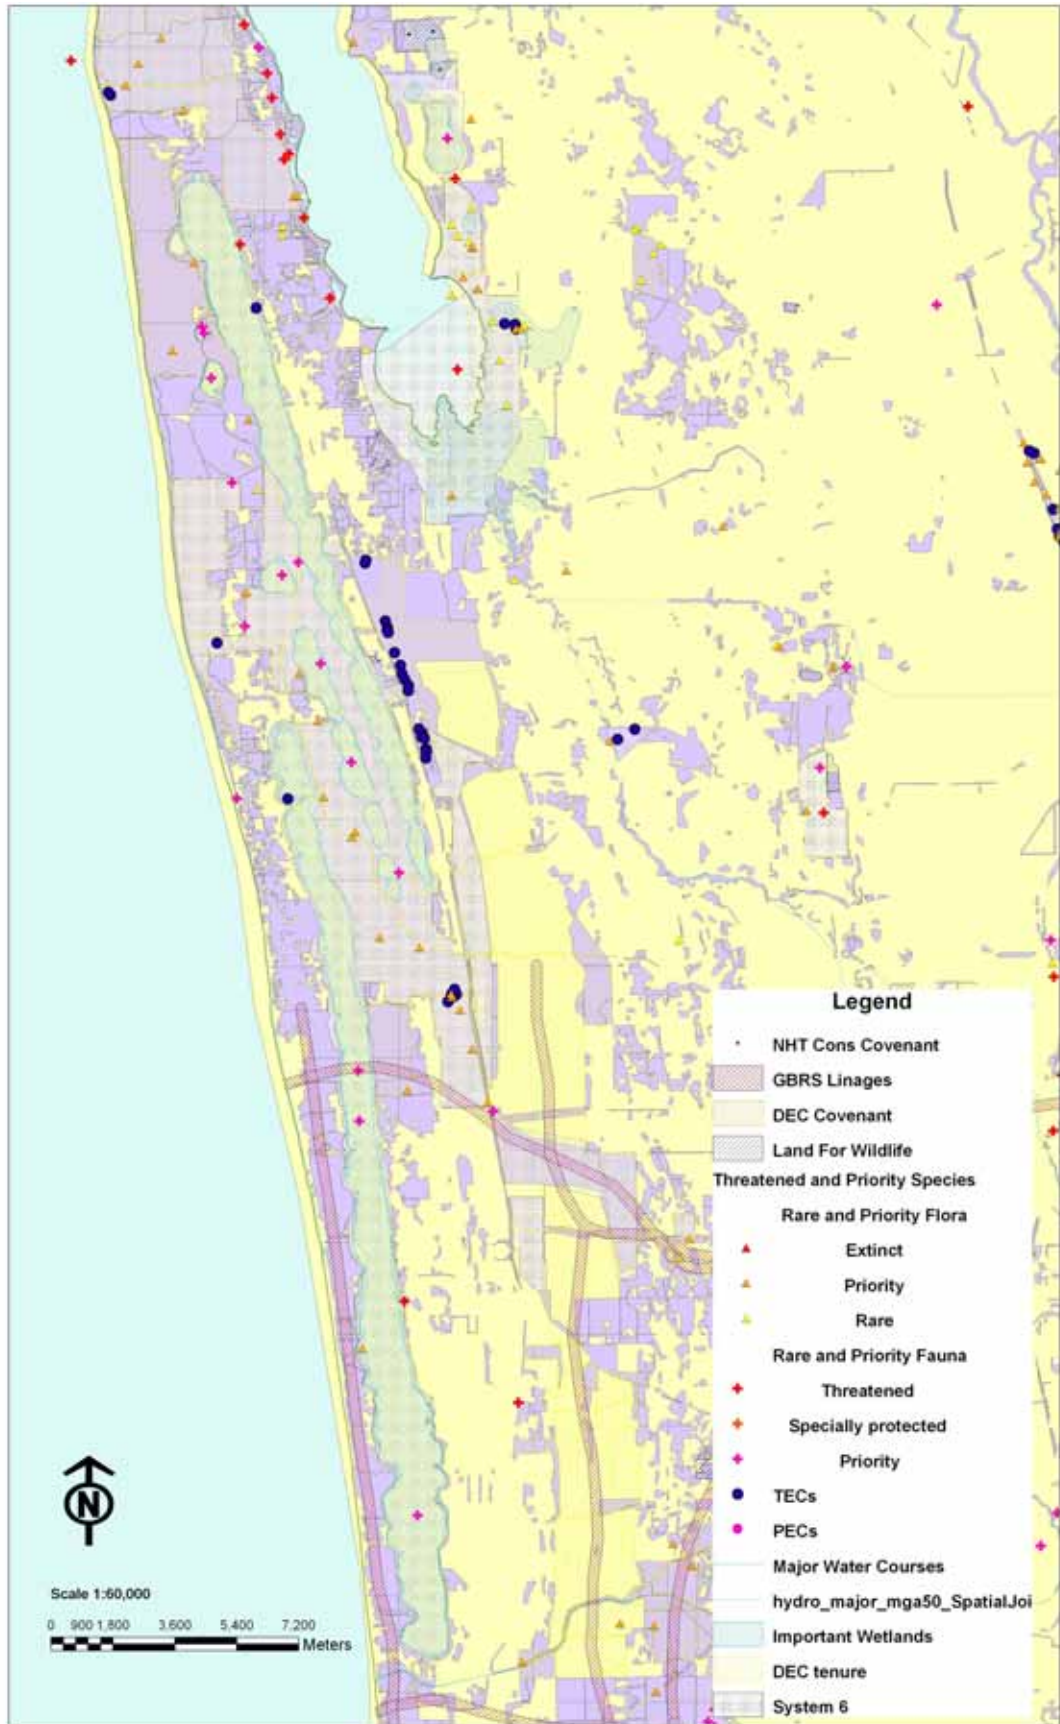 Legend
NHT Cons Covenant
GBRS Linages
DEC Covenant
Land For Wildlife
Threatened and Priority Species
Rare and Priority Flora
Extinct
Priority
Rare
Rare and Priority Fauna
Threatened
Specially protected
Priority
TECs
PECs
Major Water Courses
hydro_major_mga50_SpatialJoi
Important Wetlands
DEC tenure
System 6
N
Scale 1:60,000
0 900 1,800 3,600 5,400 7,200
Meters